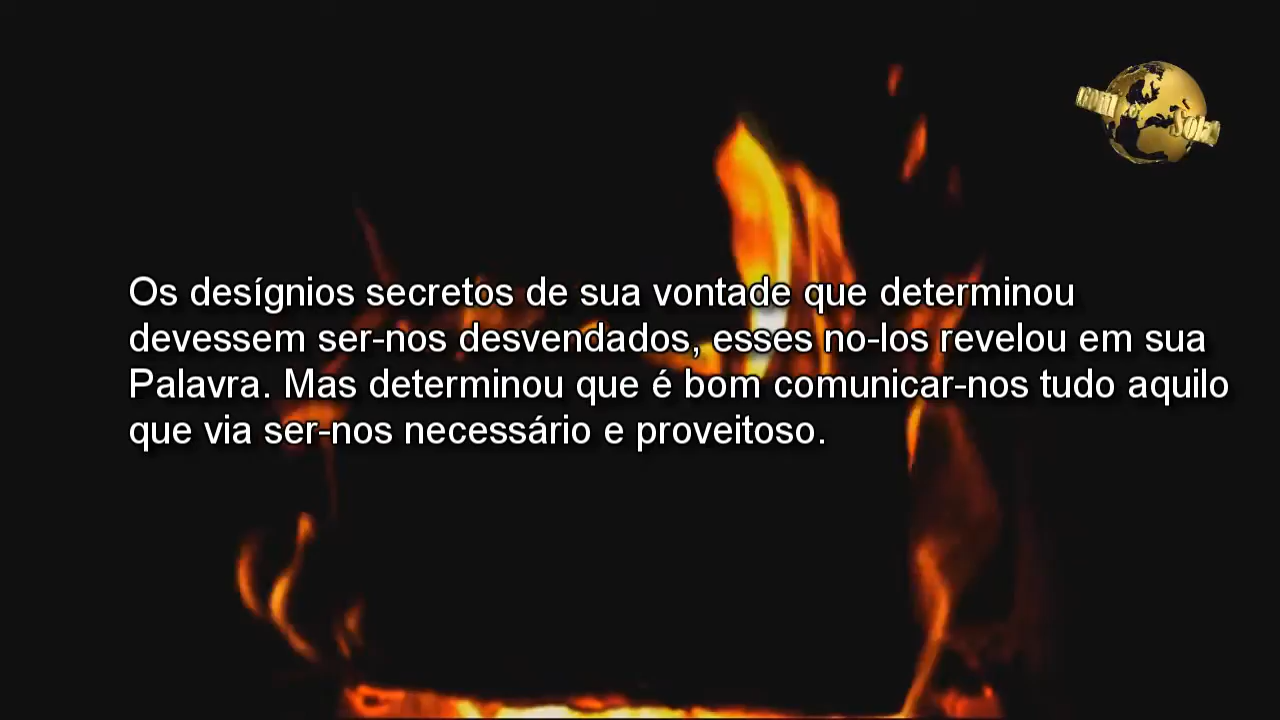 Os desígnios secretos de sua vontade que determinou
devessem ser-nos desvendados, esses no-los revelou em sua
Palavra. Mas determinou que é bom comunicar-nos tudo aquilo
que via ser-nos necessário e proveitoso.